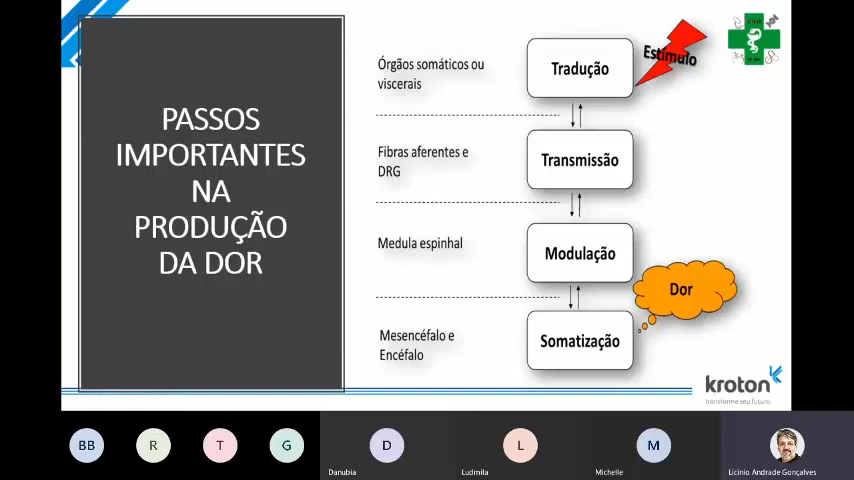 PASSOS
IMPORTANTES
NA
PRODUÇÃO
DA DOR
Órgãos somáticos ou
viscerais
Tradução
Estímulo
Fibras aferentes e
DRG
Transmissão
Medula espinhal
Modulação
Dor
Mesencéfalo e
Encéfalo
Somatização
kroton
transforme seu futuro
BB
R
T
G
D
Danubia
L
Ludmila
M
Michelle
Licinio Andrade Gonçalves